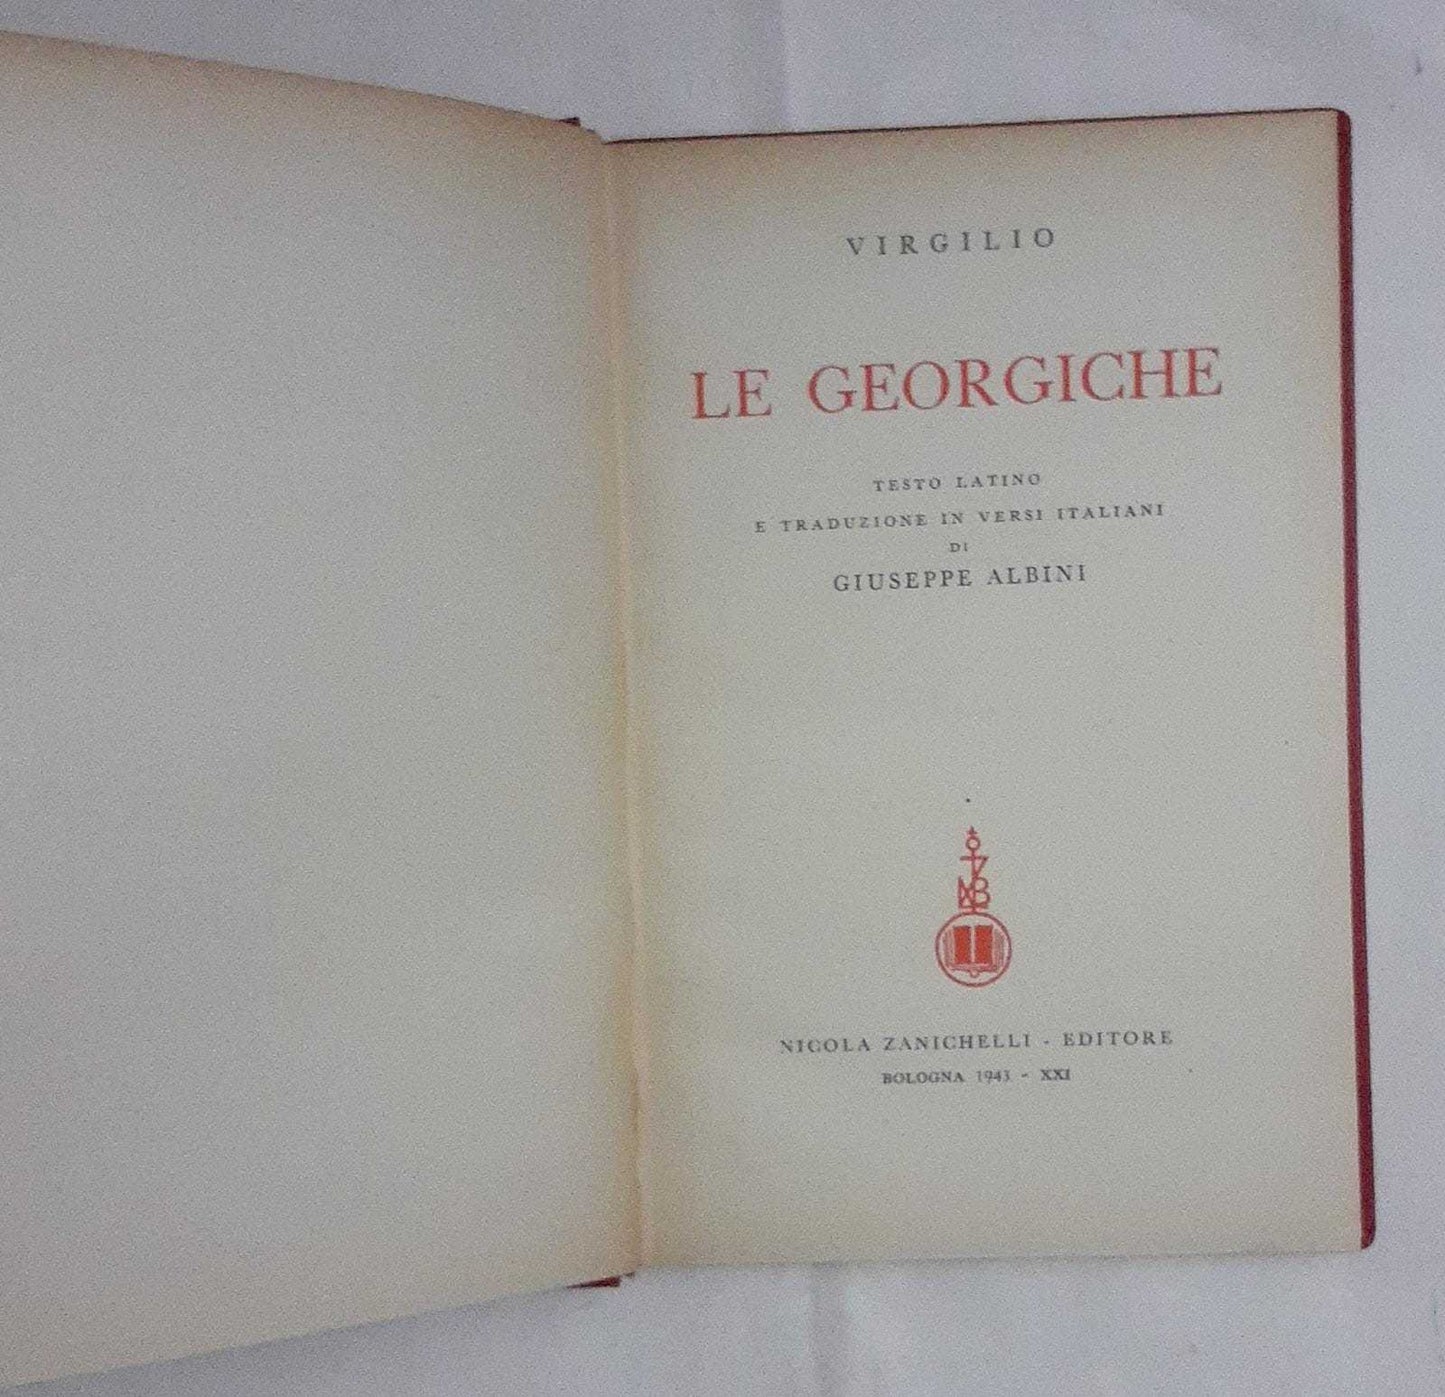 VIRGILIO
LE GEORGICHE
TESTO LATINO
E TRADUZIONE IN VERSI ITALIANI
DI
GIUSEPPE ALBINI
NICOLA ZANICHELLI - EDITORE
BOLOGNA 1943 - XXI